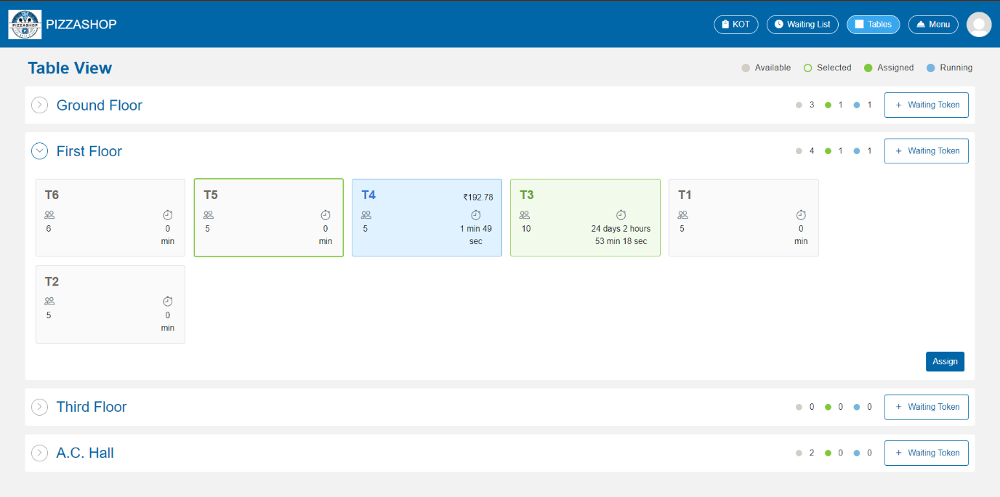 PIZZASHOP
PIZZASHOP
KOT
Waiting List
Tables
Menu
Table View
Available
Selected
Assigned
Running
Ground Floor
3 1 1
+ Waiting Token
First Floor
4 1 1
+ Waiting Token
T6
6
0
min
T5
5
0
min
T4
₹192.78
5
1 min 49
sec
T3
10
24 days 2 hours
53 min 18 sec
T1
5
0
min
T2
5
0
min
Assign
Third Floor
0 0 0
+ Waiting Token
A.C. Hall
2 0 0
+ Waiting Token